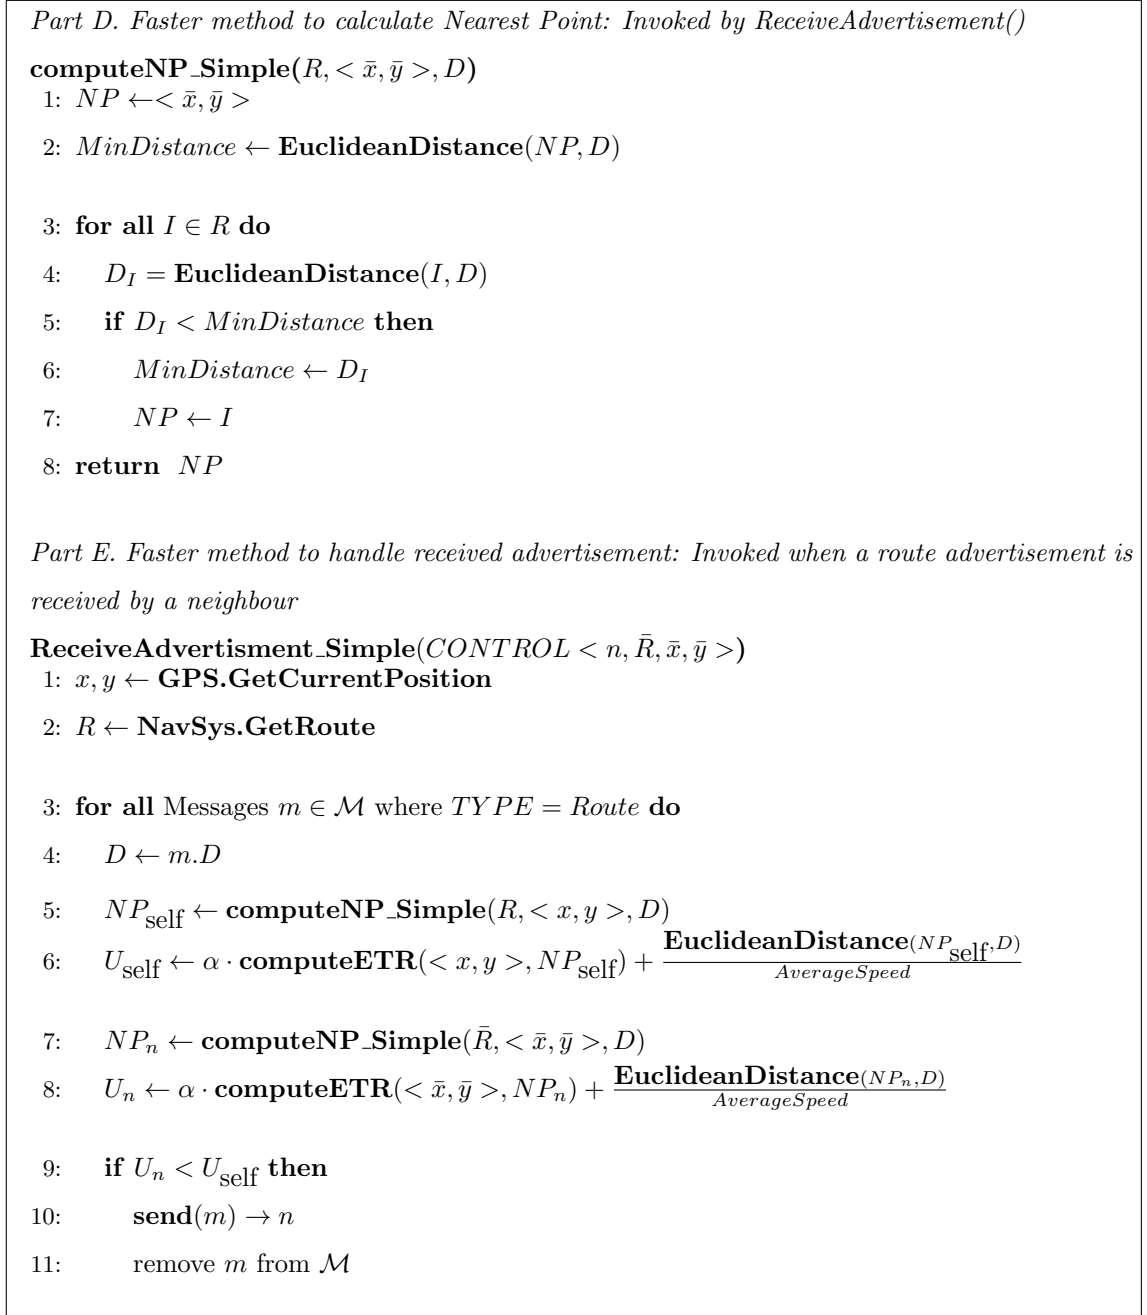 Part D. Faster method to calculate Nearest Point: Invoked by ReceiveAdvertisement()
computeNP_Simple(R, < x̄, ȳ >, D)
1: NP ←< x̄, ȳ >
2: MinDistance ← EuclideanDistance(NP, D)
3: for all I ∈ R do
4: D_I = EuclideanDistance(I, D)
5: if D_I < MinDistance then
6: MinDistance ← D_I
7: NP ← I
8: return NP
Part E. Faster method to handle received advertisement: Invoked when a route advertisement is
received by a neighbour
ReceiveAdvertisment_Simple(CONTROL < n, R̄, x̄, ȳ >)
1: x, y ← GPS.GetCurrentPosition
2: R ← NavSys.GetRoute
3: for all Messages m ∈ ℳ where TYPE = Route do
4: D ← m.D
5: NP_self ← computeNP_Simple(R, < x, y >, D)
6: U_self ← α · computeETR(< x, y >, NP_self) + EuclideanDistance(NP_self, D) / AverageSpeed
7: NP_n ← computeNP_Simple(R̄, < x̄, ȳ >, D)
8: U_n ← α · computeETR(< x̄, ȳ >, NP_n) + EuclideanDistance(NP_n, D) / AverageSpeed
9: if U_n < U_self then
10: send(m) → n
11: remove m from ℳ